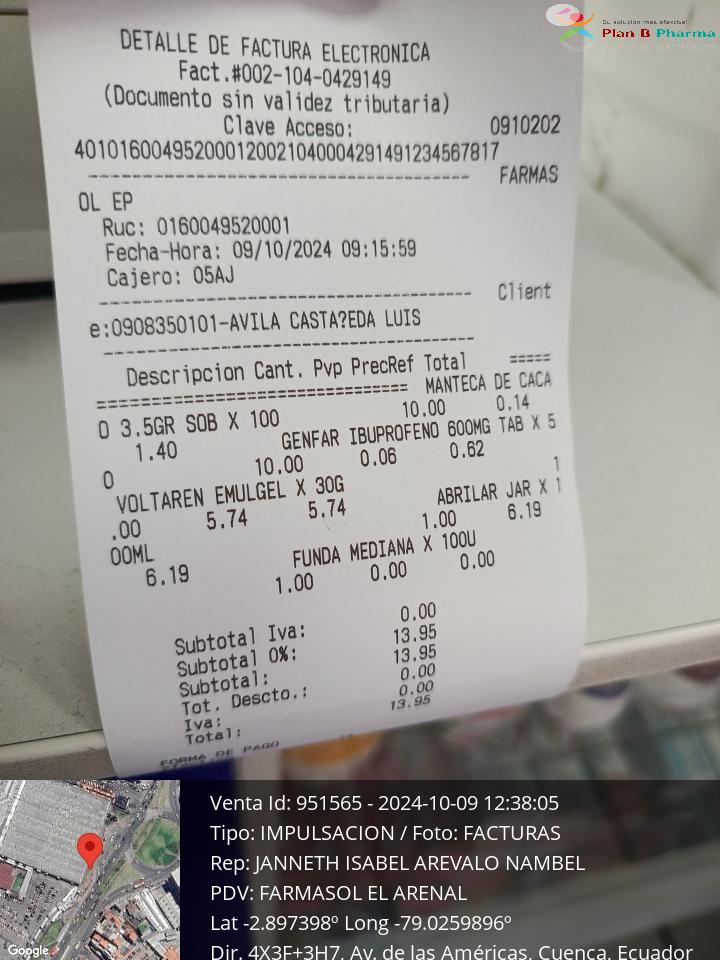 Su solucion mas efectiva!
Plan B Pharma
DETALLE DE FACTURA ELECTRONICA
Fact.#002-104-0429149
(Documento sin validez tributaria)
Clave Acceso: 0910202
401016004952000120021040004291491234567817
------------------------------------ FARMAS
OL EP
Ruc: 0160049520001
Fecha-Hora: 09/10/2024 09:15:59
Cajero: 05AJ
------------------------------------ Client
e:0908350101-AVILA CASTA?EDA LUIS
------------------------------------
Descripcion Cant. Pvp PrecRef Total =====
=============================== MANTECA DE CACA
O 3.5GR SOB X 100 10.00 0.14
1.40 GENFAR IBUPROFENO 600MG TAB X 5
0 10.00 0.06 0.62
VOLTAREN EMULGEL X 30G 1
.00 5.74 5.74 ABRILAR JAR X 1
00ML 1.00 6.19
6.19 FUNDA MEDIANA X 100U
1.00 0.00 0.00
Subtotal Iva: 0.00
Subtotal 0%: 13.95
Subtotal: 13.95
Tot. Descto.: 0.00
Iva: 0.00
Total: 13.95
FORMA DE PAGO
Venta Id: 951565 - 2024-10-09 12:38:05
Tipo: IMPULSACION / Foto: FACTURAS
Rep: JANNETH ISABEL AREVALO NAMBEL
PDV: FARMASOL EL ARENAL
Lat -2.897398º Long -79.0259896º
Dir. 4X3F+3H7, Av. de las Américas, Cuenca, Ecuador
Google